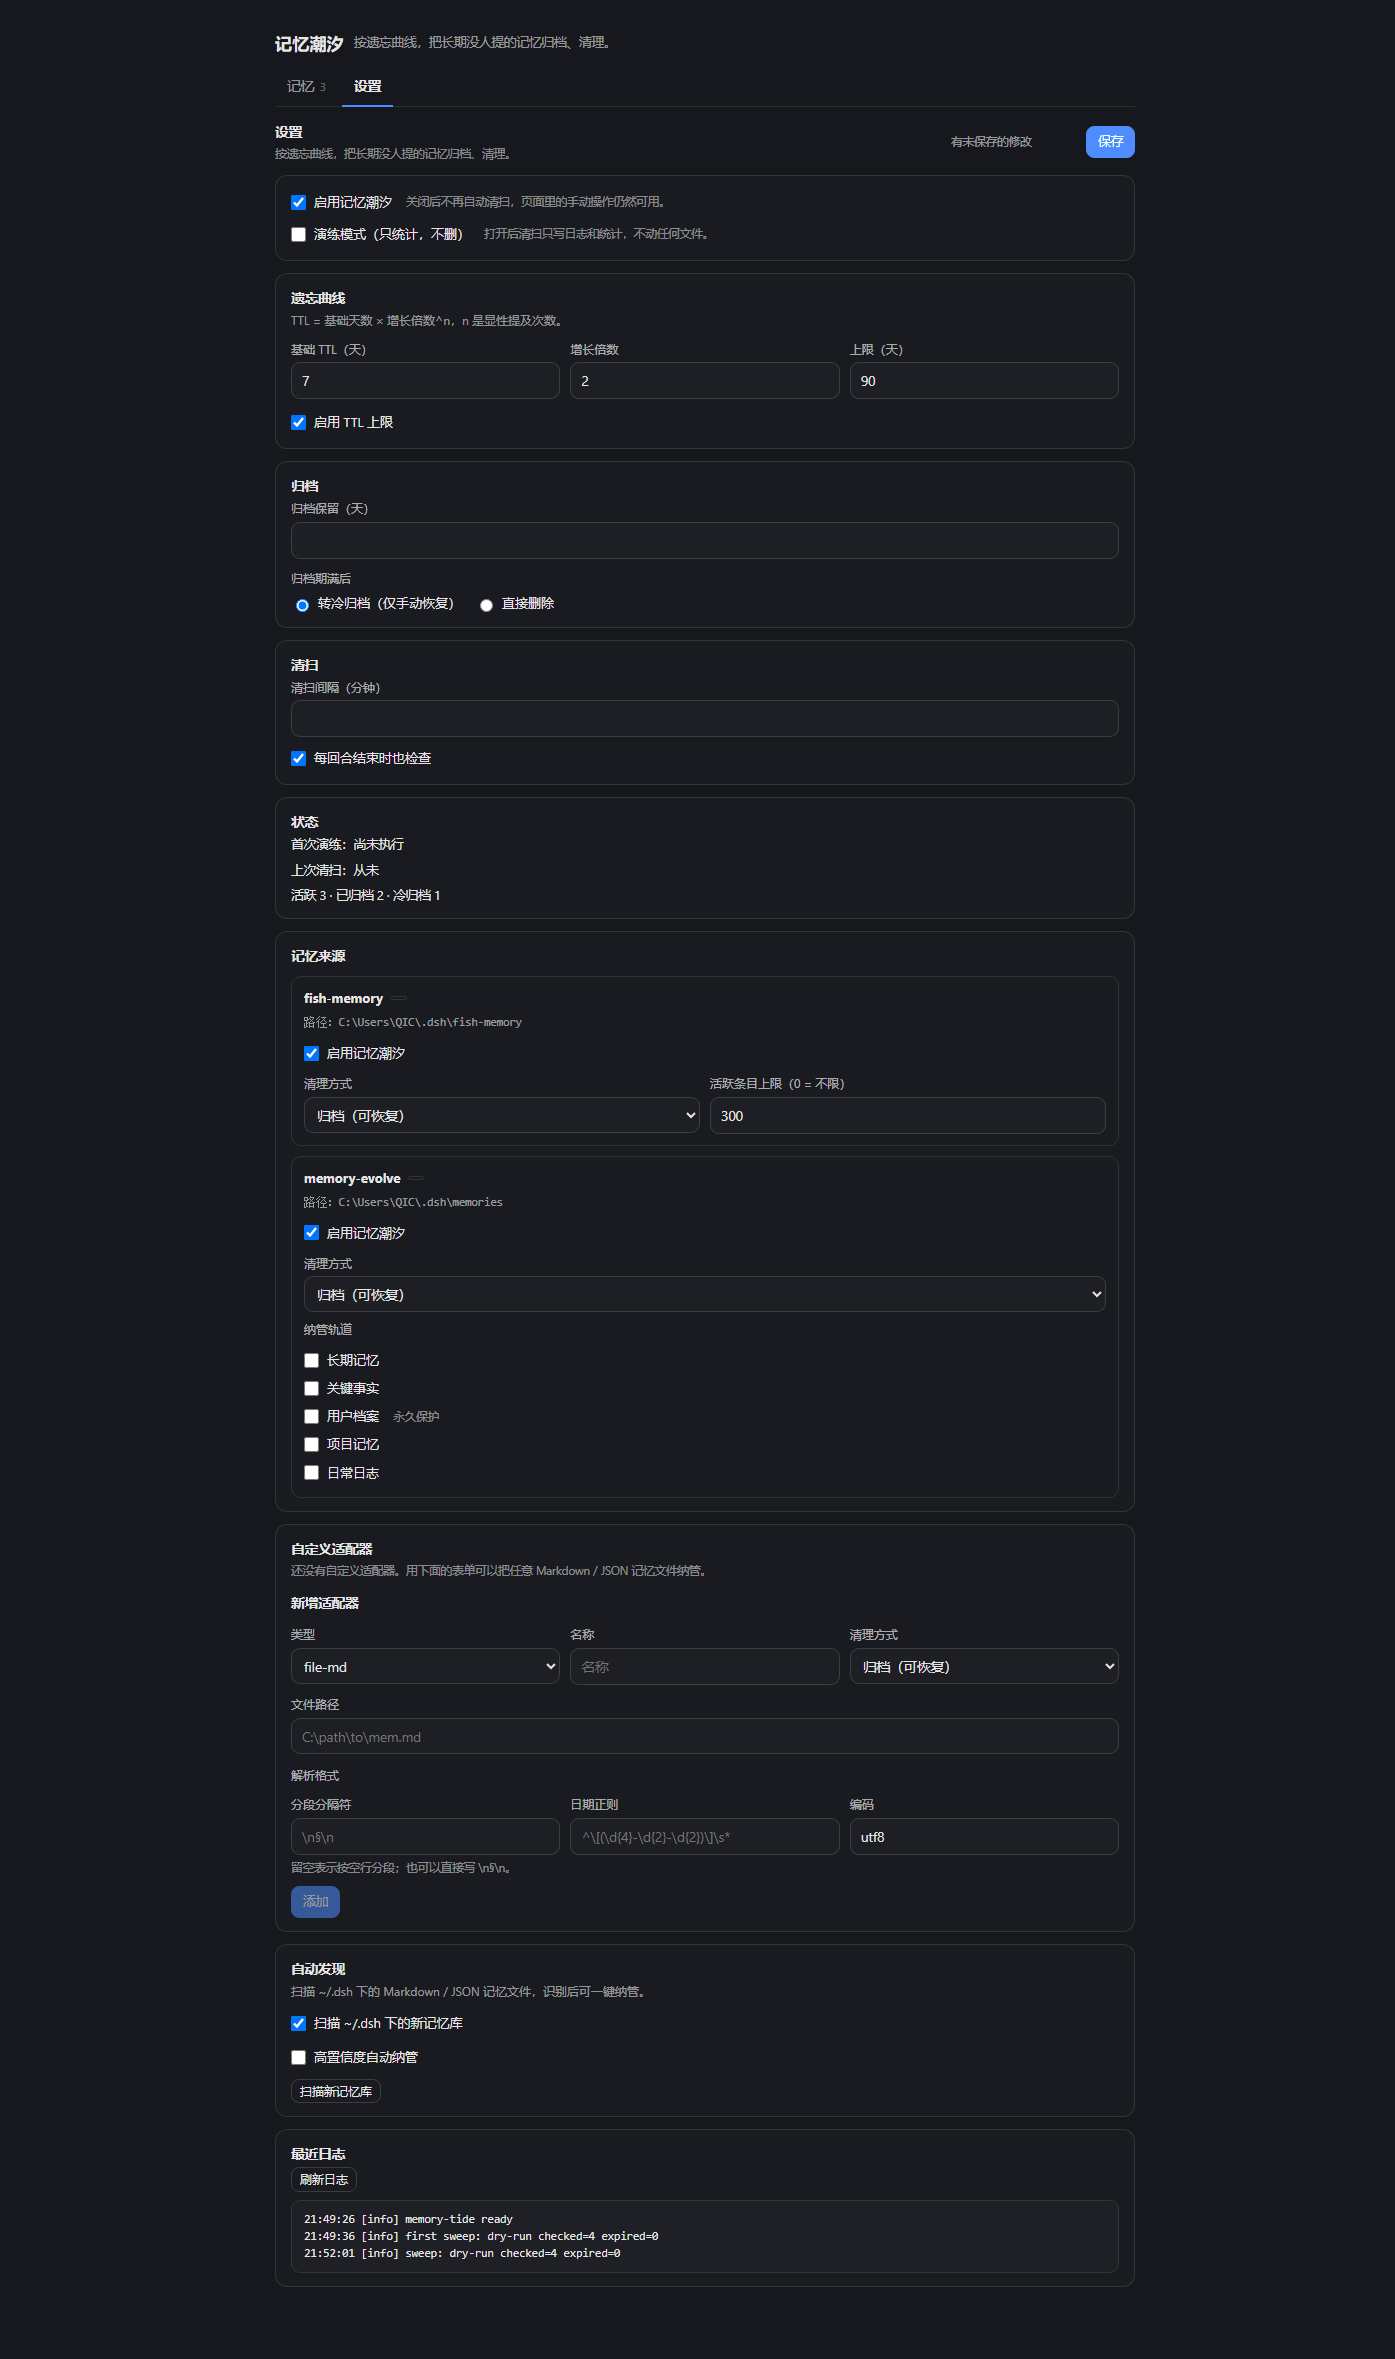 记忆潮汐 按遗忘曲线，把长期没人提的记忆归档、清理。
记忆 3 设置
设置
有未保存的修改 保存
按遗忘曲线，把长期没人提的记忆归档、清理。
启用记忆潮汐 关闭后不再自动清扫，页面里的手动操作仍然可用。
演练模式（只统计，不删） 打开后清扫只写日志和统计，不动任何文件。
遗忘曲线
TTL = 基础天数 × 增长倍数^n，n 是显性提及次数。
基础 TTL（天） 增长倍数 上限（天）
7 2 90
启用 TTL 上限
归档
归档保留（天）
归档期满后
转冷归档（仅手动恢复） 直接删除
清扫
清扫间隔（分钟）
每回合结束时也检查
状态
首次演练：尚未执行
上次清扫：从未
活跃 3 · 已归档 2 · 冷归档 1
记忆来源
fish-memory
路径：C:\Users\QIC\.dsh\fish-memory
启用记忆潮汐
清理方式 活跃条目上限（0 = 不限）
归档（可恢复） 300
memory-evolve
路径：C:\Users\QIC\.dsh\memories
启用记忆潮汐
清理方式
归档（可恢复）
纳管轨道
长期记忆
关键事实
用户档案 永久保护
项目记忆
日常日志
自定义适配器
还没有自定义适配器。用下面的表单可以把任意 Markdown / JSON 记忆文件纳管。
新增适配器
类型 名称 清理方式
file-md 名称 归档（可恢复）
文件路径
C:\path\to\mem.md
解析格式
分段分隔符 日期正则 编码
\n§\n ^\[(\d{4}-\d{2}-\d{2})\]\s* utf8
留空表示按空行分段；也可以直接写 \n§\n。
添加
自动发现
扫描 ~/.dsh 下的 Markdown / JSON 记忆文件，识别后可一键纳管。
扫描 ~/.dsh 下的新记忆库
高置信度自动纳管
扫描新记忆库
最近日志
刷新日志
21:49:26 [info] memory-tide ready
21:49:36 [info] first sweep: dry-run checked=4 expired=0
21:52:01 [info] sweep: dry-run checked=4 expired=0